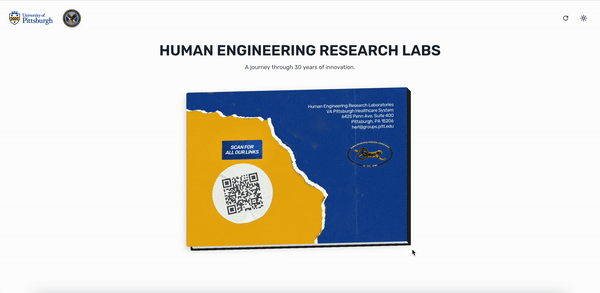 University of
Pittsburgh
HUMAN ENGINEERING RESEARCH LABS
A journey through 30 years of innovation.
Human Engineering Research Laboratories
VA Pittsburgh Healthcare System
6425 Penn Ave. Suite 400
Pittsburgh, PA 15206
herl@groups.pitt.edu
SCAN FOR
ALL OUR LINKS